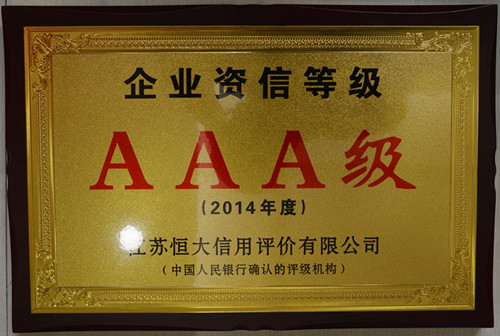 企业资信等级
AAA级
(2014年度)
江苏恒大信用评价有限公司
(中国人民银行确认的评级机构)